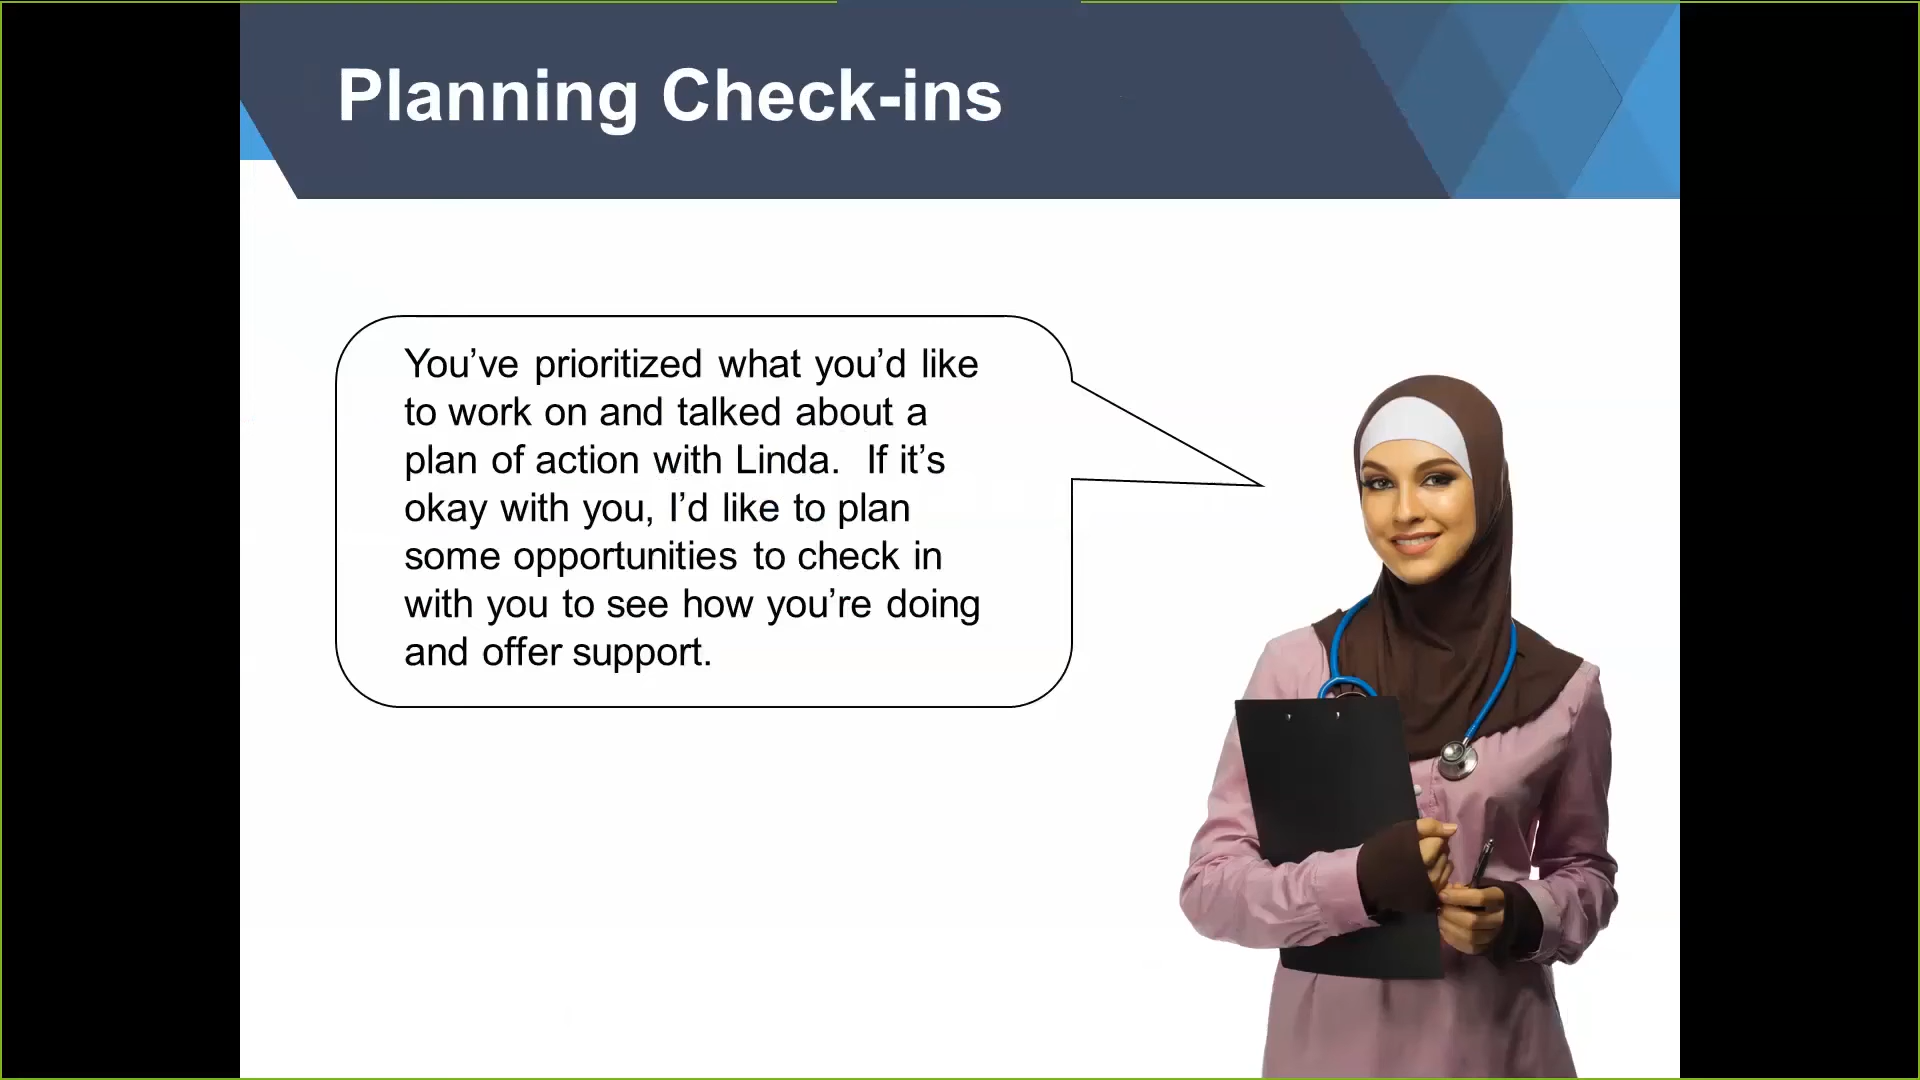 Planning Check-ins
You’ve prioritized what you’d like
to work on and talked about a
plan of action with Linda.  If it’s
okay with you, I’d like to plan
some opportunities to check in
with you to see how you’re doing
and offer support.